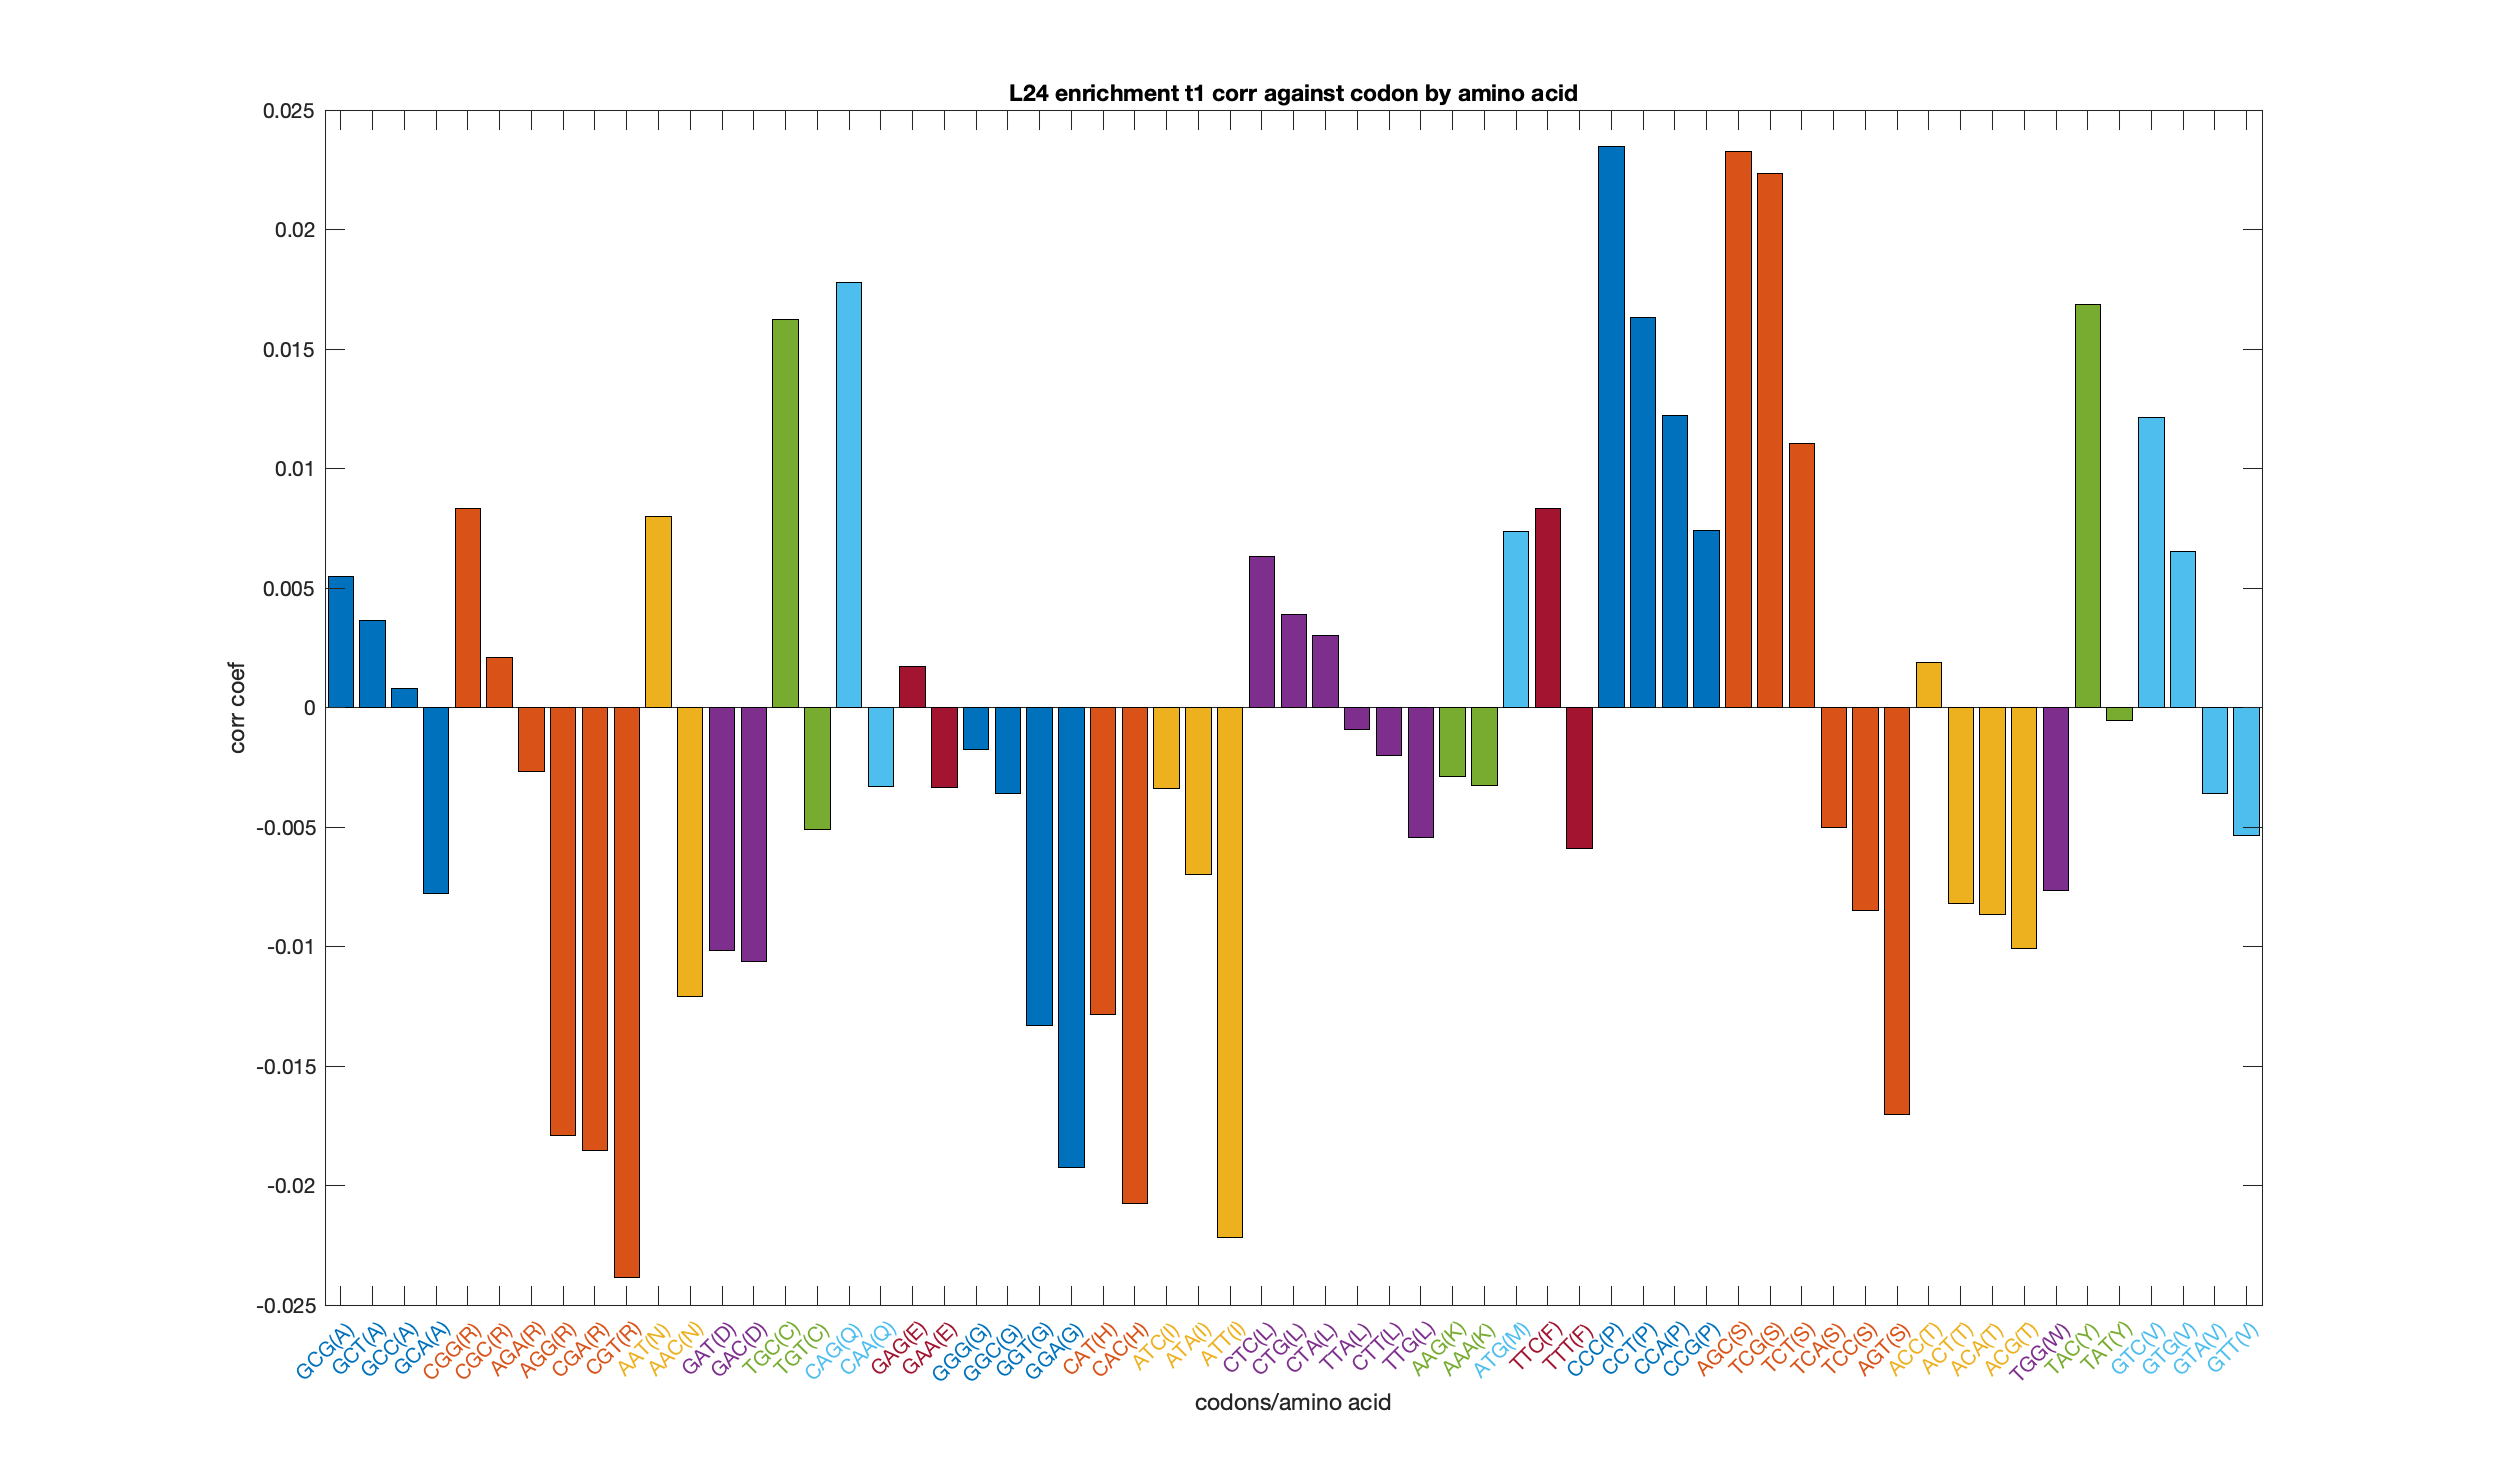 L24 enrichment t1 corr against codon by amino acid
0.025
0.02
0.015
0.01
0.005
0
-0.005
-0.01
-0.015
-0.02
-0.025
corr coef
GCG(A)
GCT(A)
GCC(A)
GCA(A)
CGG(R)
CGC(R)
AGA(R)
AGG(R)
CGA(R)
CGT(R)
AAT(N)
AAC(N)
GAT(D)
GAC(D)
TGC(C)
TGT(C)
CAG(Q)
CAA(Q)
GAG(E)
GAA(E)
GGG(G)
GGC(G)
GGT(G)
GGA(G)
CAT(H)
CAC(H)
ATC(I)
ATA(I)
ATT(I)
CTC(L)
CTG(L)
CTA(L)
TTA(L)
CTT(L)
TTG(L)
AAG(K)
AAA(K)
ATG(M)
TTC(F)
TTT(F)
CCC(P)
CCT(P)
CCA(P)
CCG(P)
AGC(S)
TCG(S)
TCT(S)
TCA(S)
TCC(S)
AGT(S)
ACC(T)
ACT(T)
ACA(T)
ACG(T)
TGG(W)
TAC(Y)
TAT(Y)
GTC(V)
GTG(V)
GTA(V)
GTT(V)
codons/amino acid